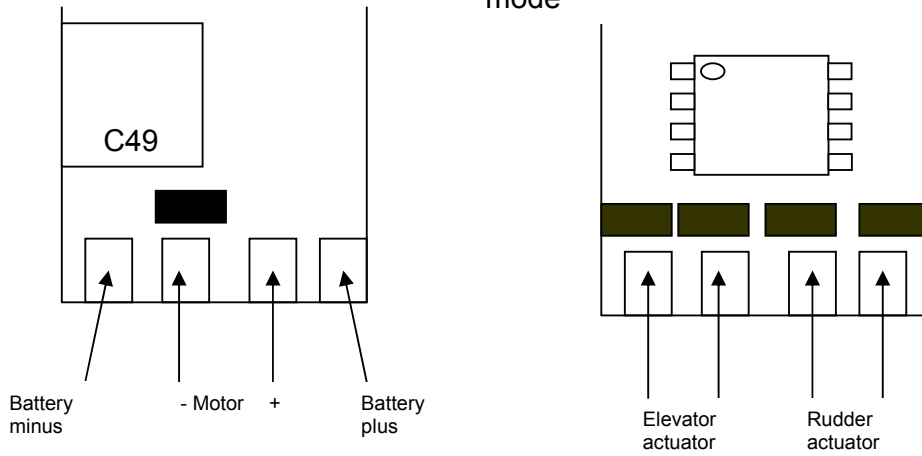 mode
C49
Battery
minus
- Motor +
Battery
plus
Elevator
actuator
Rudder
actuator